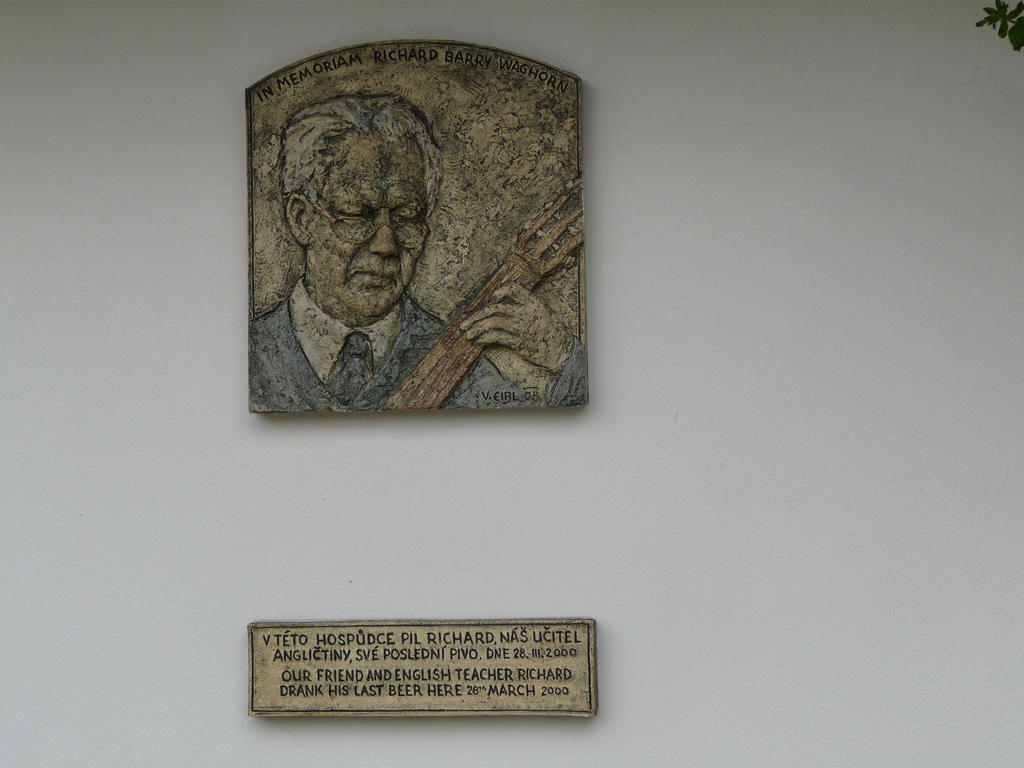 IN MEMORIAM RICHARD BARRY WAGHORN
V. EIBL 08
V TÉTO HOSPŮDCE PIL RICHARD, NÁŠ UČITEL
ANGLIČTINY, SVÉ POSLEDNÍ PIVO, DNE 28. III. 2000
OUR FRIEND AND ENGLISH TEACHER RICHARD
DRANK HIS LAST BEER HERE 28TH MARCH 2000